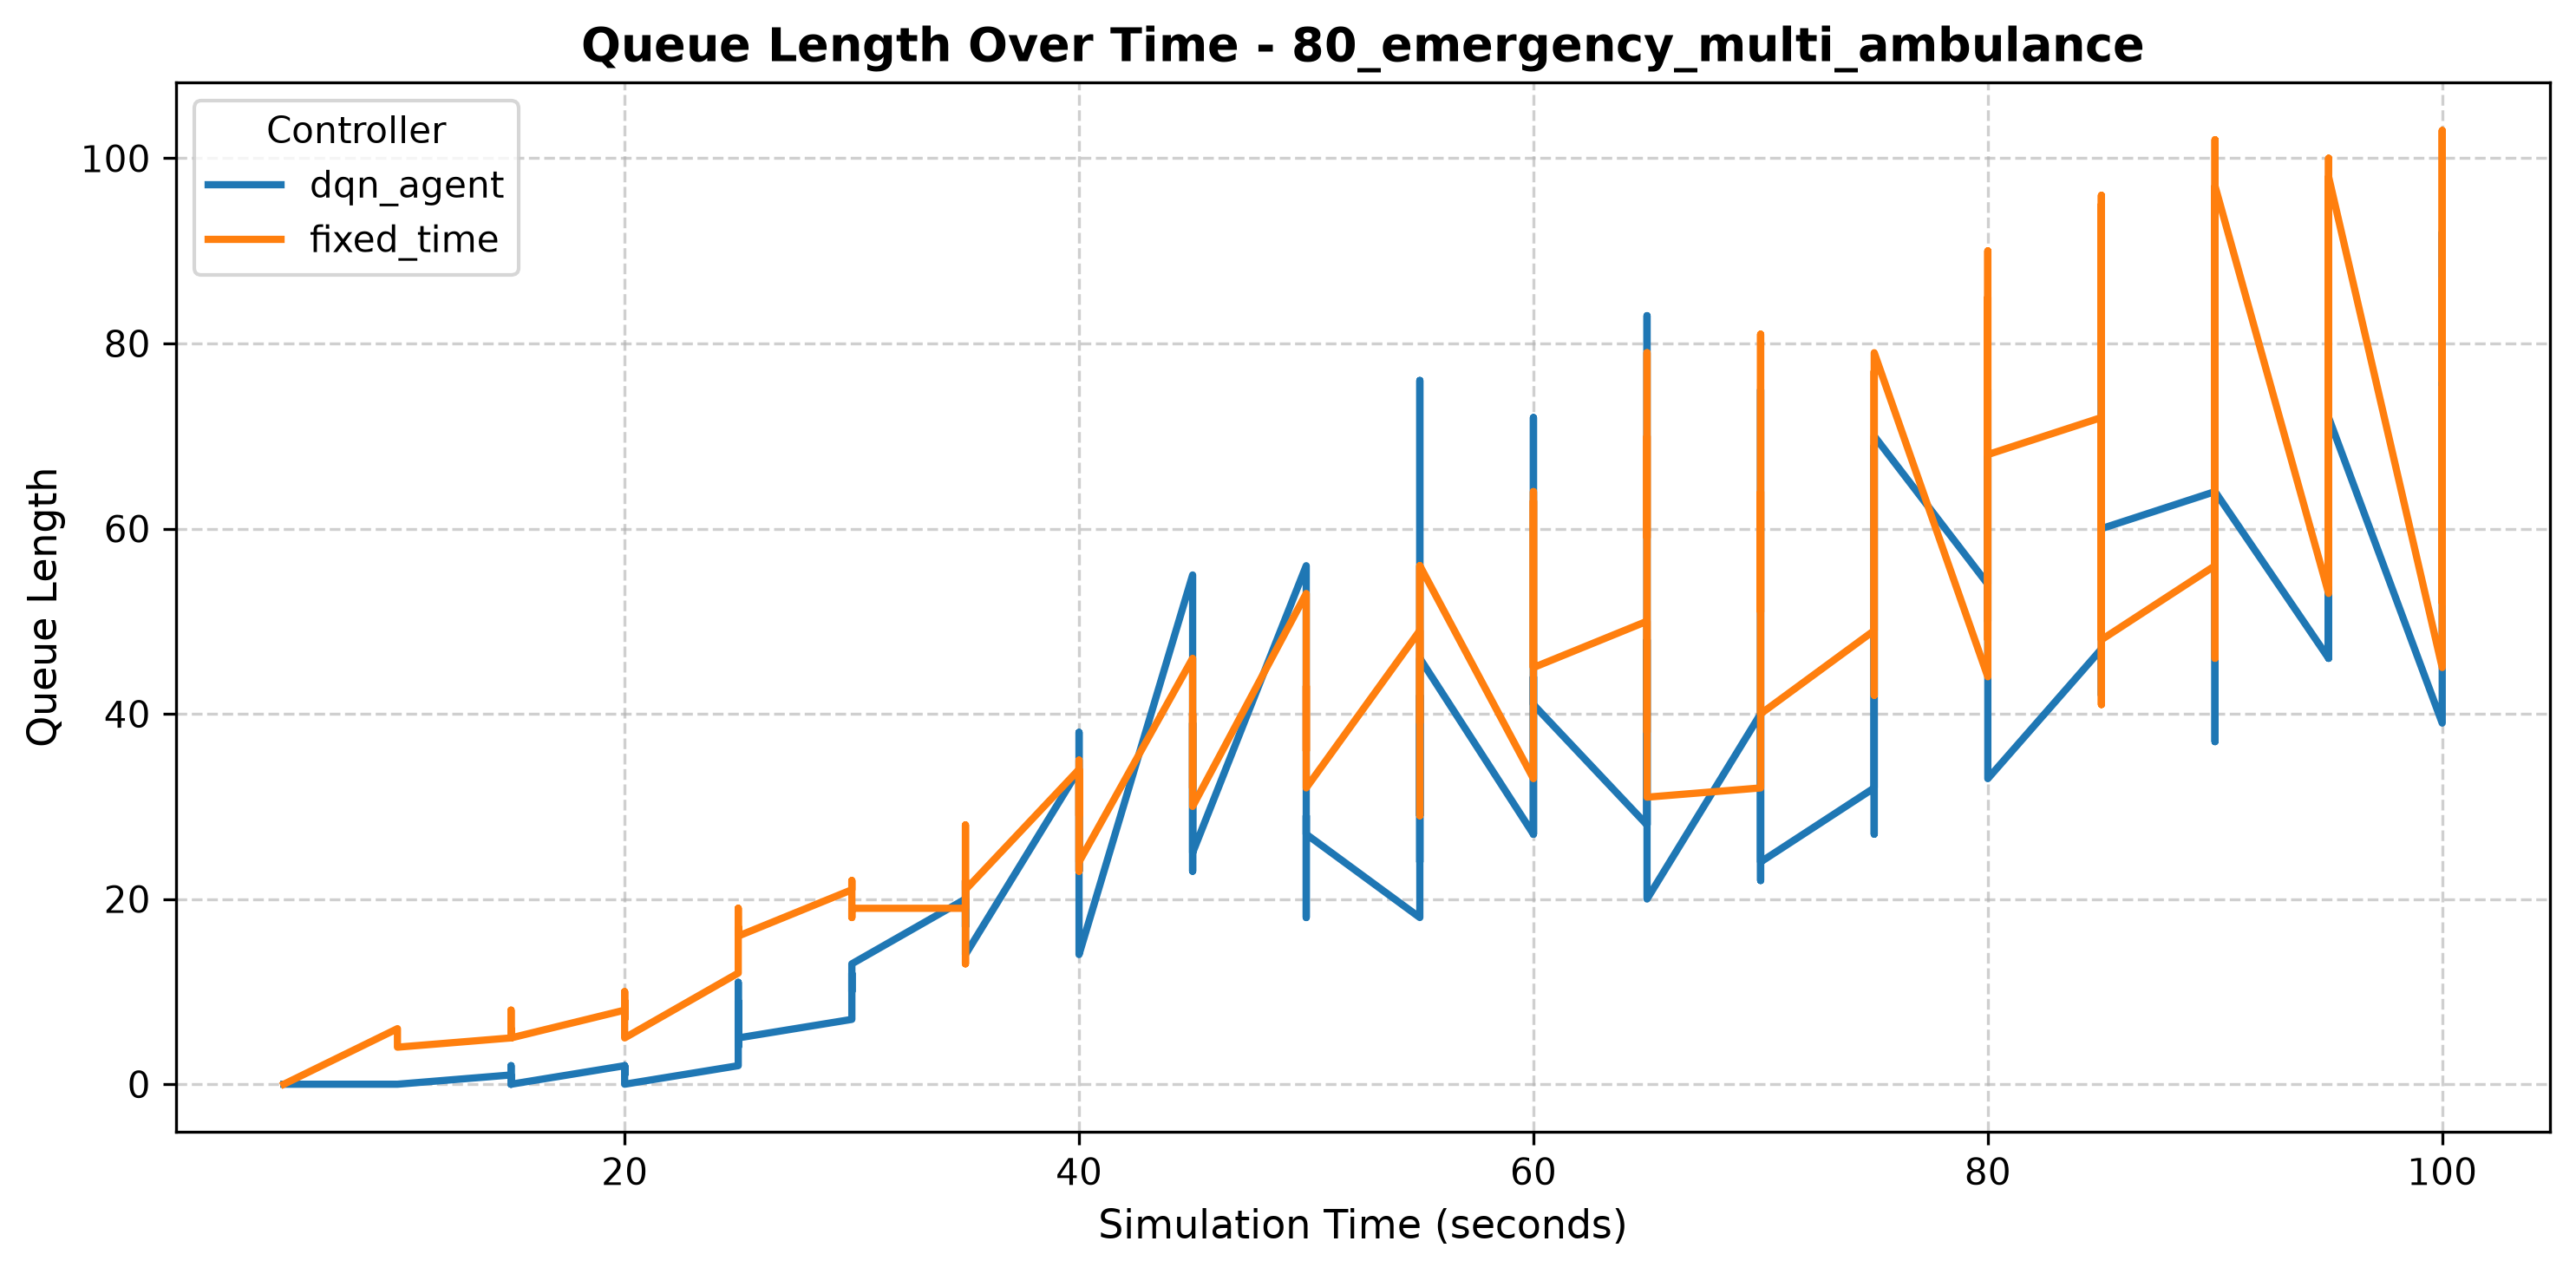 Queue Length Over Time - 80_emergency_multi_ambulance
Controller
dqn_agent
fixed_time
Queue Length
100
80
60
40
20
0
20 40 60 80 100
Simulation Time (seconds)